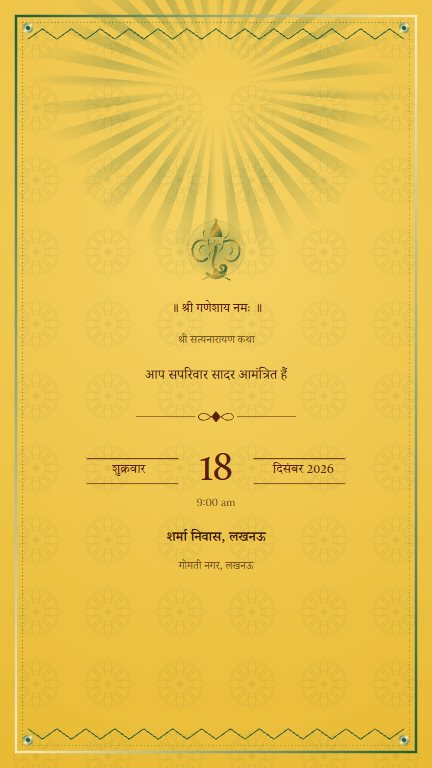 ॥ श्री गणेशाय नमः ॥
श्री सत्यनारायण कथा
आप सपरिवार सादर आमंत्रित हैं
शुक्रवार 18 दिसंबर 2026
9:00 am
शर्मा निवास, लखनऊ
गोमती नगर, लखनऊ